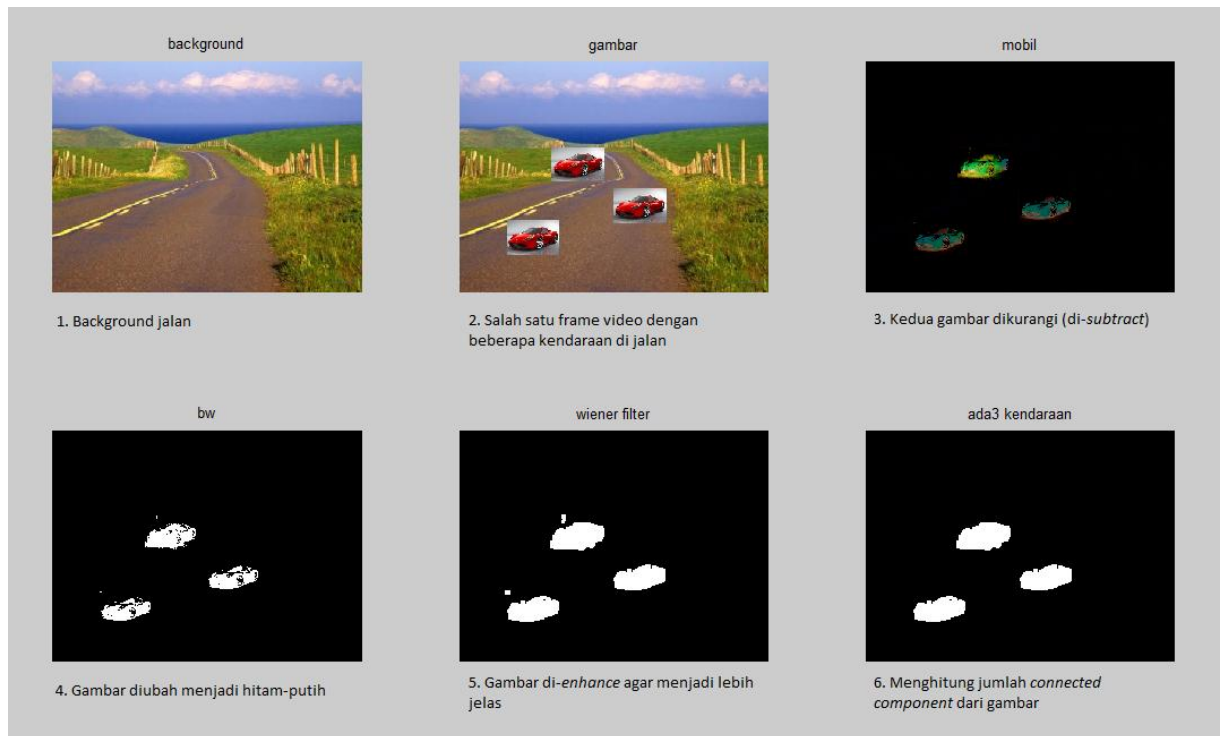 background
gambar
mobil
1. Background jalan
2. Salah satu frame video dengan
beberapa kendaraan di jalan
3. Kedua gambar dikurangi (di-subtract)
bw
wiener filter
ada3 kendaraan
4. Gambar diubah menjadi hitam-putih
5. Gambar di-enhance agar menjadi lebih
jelas
6. Menghitung jumlah connected
component dari gambar